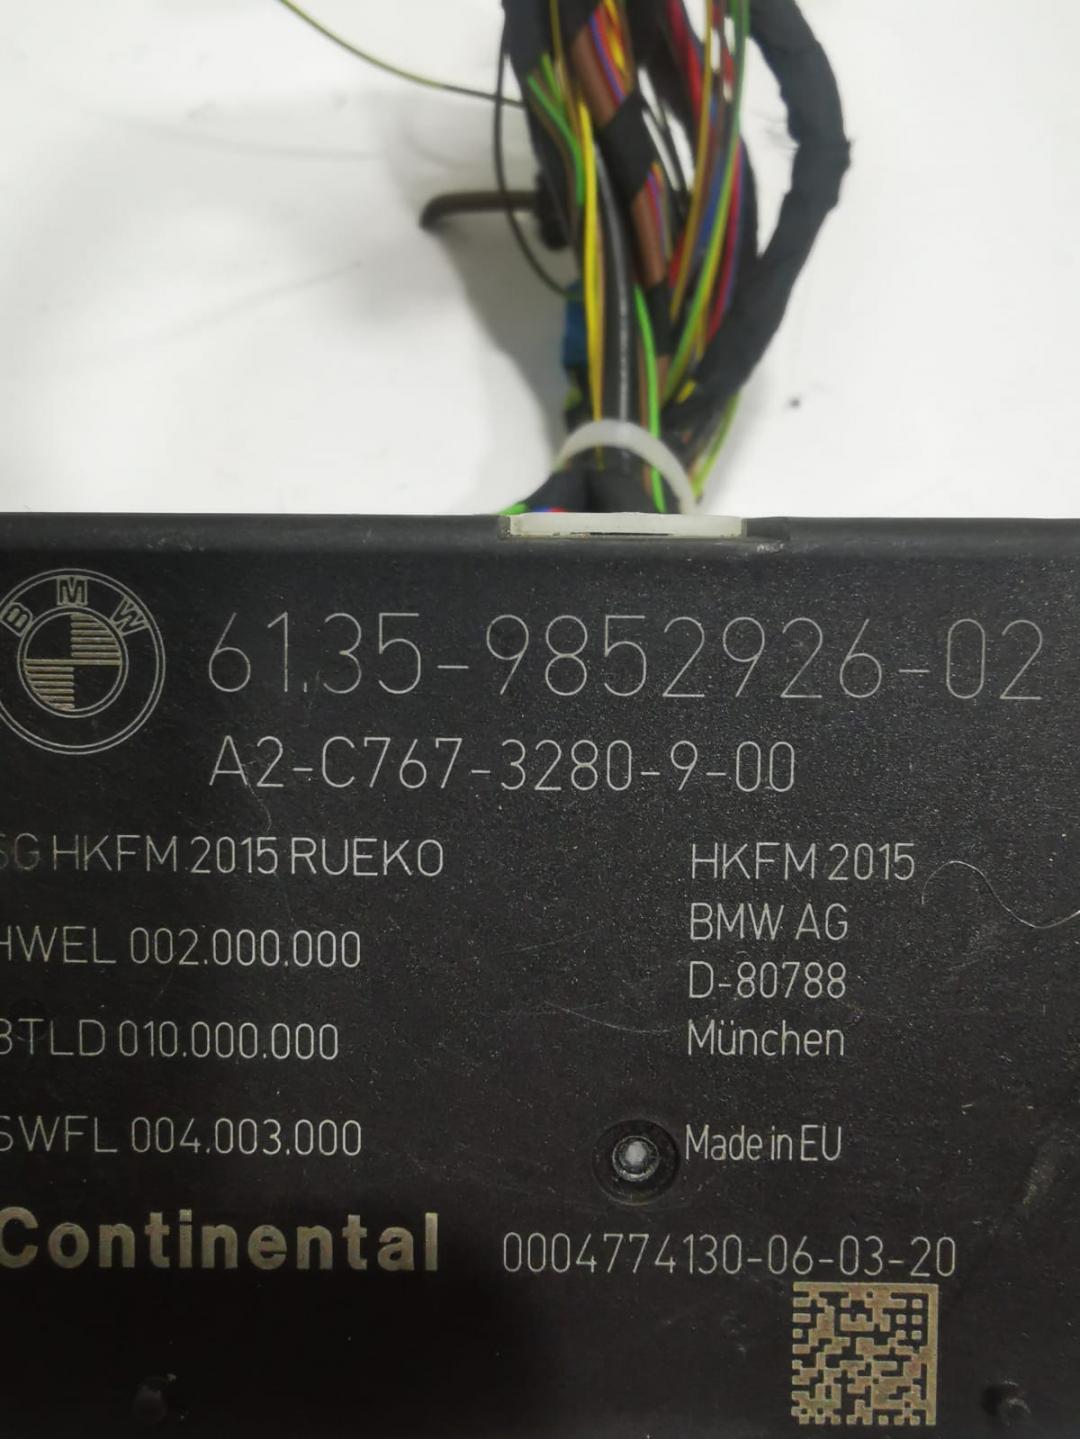 BMW
61.35-9852926-02
A2-C767-3280-9-00
SG HKFM 2015 RUEKO
HWEL 002.000.000
BTLD 010.000.000
SWFL 004.003.000
HKFM 2015
BMW AG
D-80788
München
Made in EU
Continental
0004774130-06-03-20